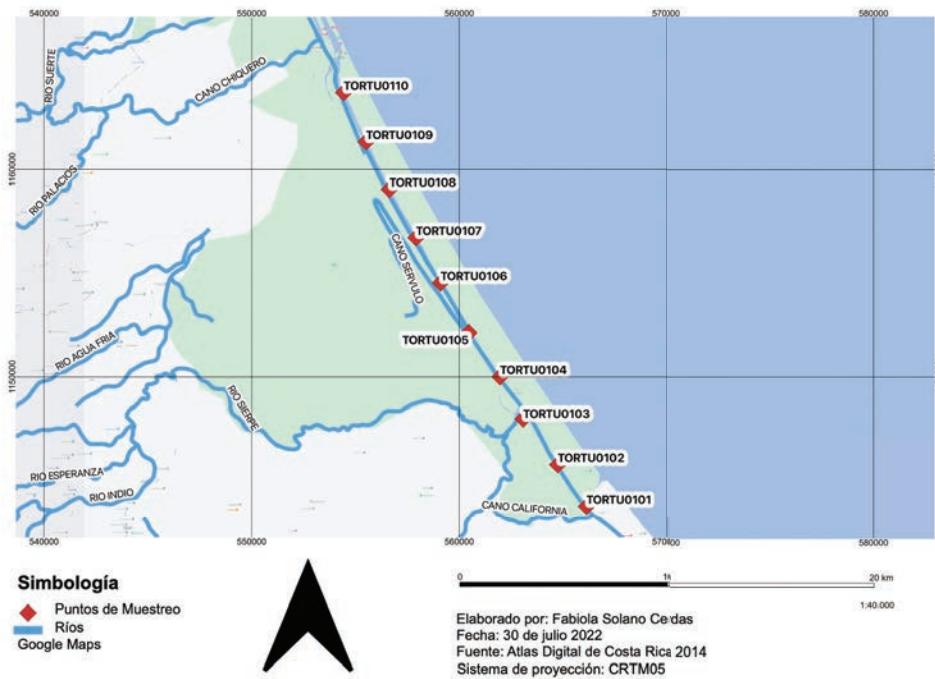 540000 550000 560000 570000 580000
RIO SUERTE
CANO CHIQUERO
TORTU0110
TORTU0109
1160000
RIO PALACIOS
TORTU0108
TORTU0107
CANO SERVULO
TORTU0106
RIO AGUA FRIA
TORTU0105
1150000
TORTU0104
RIO SIERPE
TORTU0103
TORTU0102
RIO ESPERANZA
RIO INDIO
CANO CALIFORNIA
TORTU0101
540000 550000 560000 570000 580000
Simbología
Puntos de Muestreo
Ríos
Google Maps
0 20 km
1:40.000
Elaborado por: Fabiola Solano Cerdas
Fecha: 30 de julio 2022
Fuente: Atlas Digital de Costa Rica 2014
Sistema de proyección: CRTM05